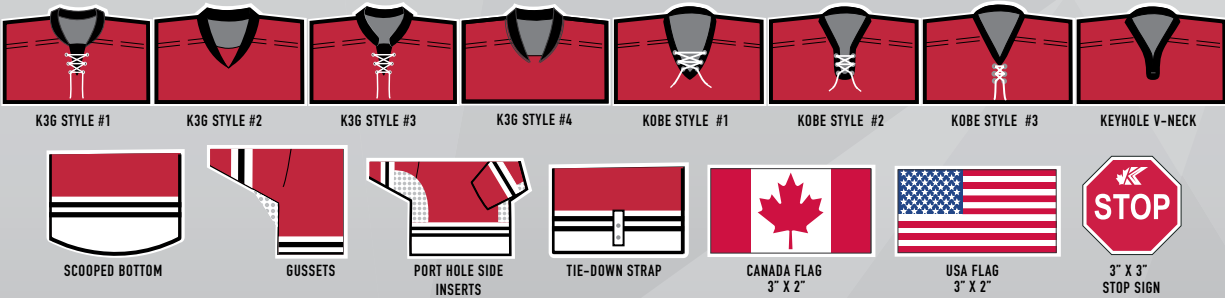 K3G STYLE #1
K3G STYLE #2
K3G STYLE #3
K3G STYLE #4
KOBE STYLE #1
KOBE STYLE #2
KOBE STYLE #3
KEYHOLE V-NECK
K
STOP
SCOOPED BOTTOM
GUSSETS
PORT HOLE SIDE
INSERTS
TIE-DOWN STRAP
CANADA FLAG
3" X 2"
USA FLAG
3" X 2"
3" X 3"
STOP SIGN